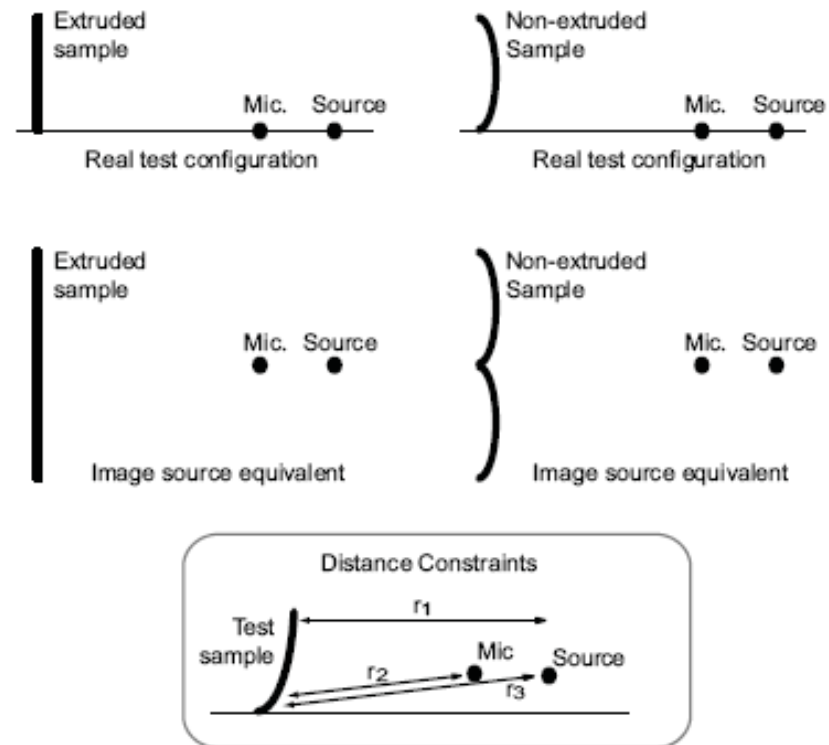 Extruded
sample
Mic. Source
Real test configuration
Non-extruded
Sample
Mic. Source
Real test configuration
Extruded
sample
Mic. Source
Image source equivalent
Non-extruded
Sample
Mic. Source
Image source equivalent
Distance Constraints
r1
Test
sample
r2
Mic
Source
r3